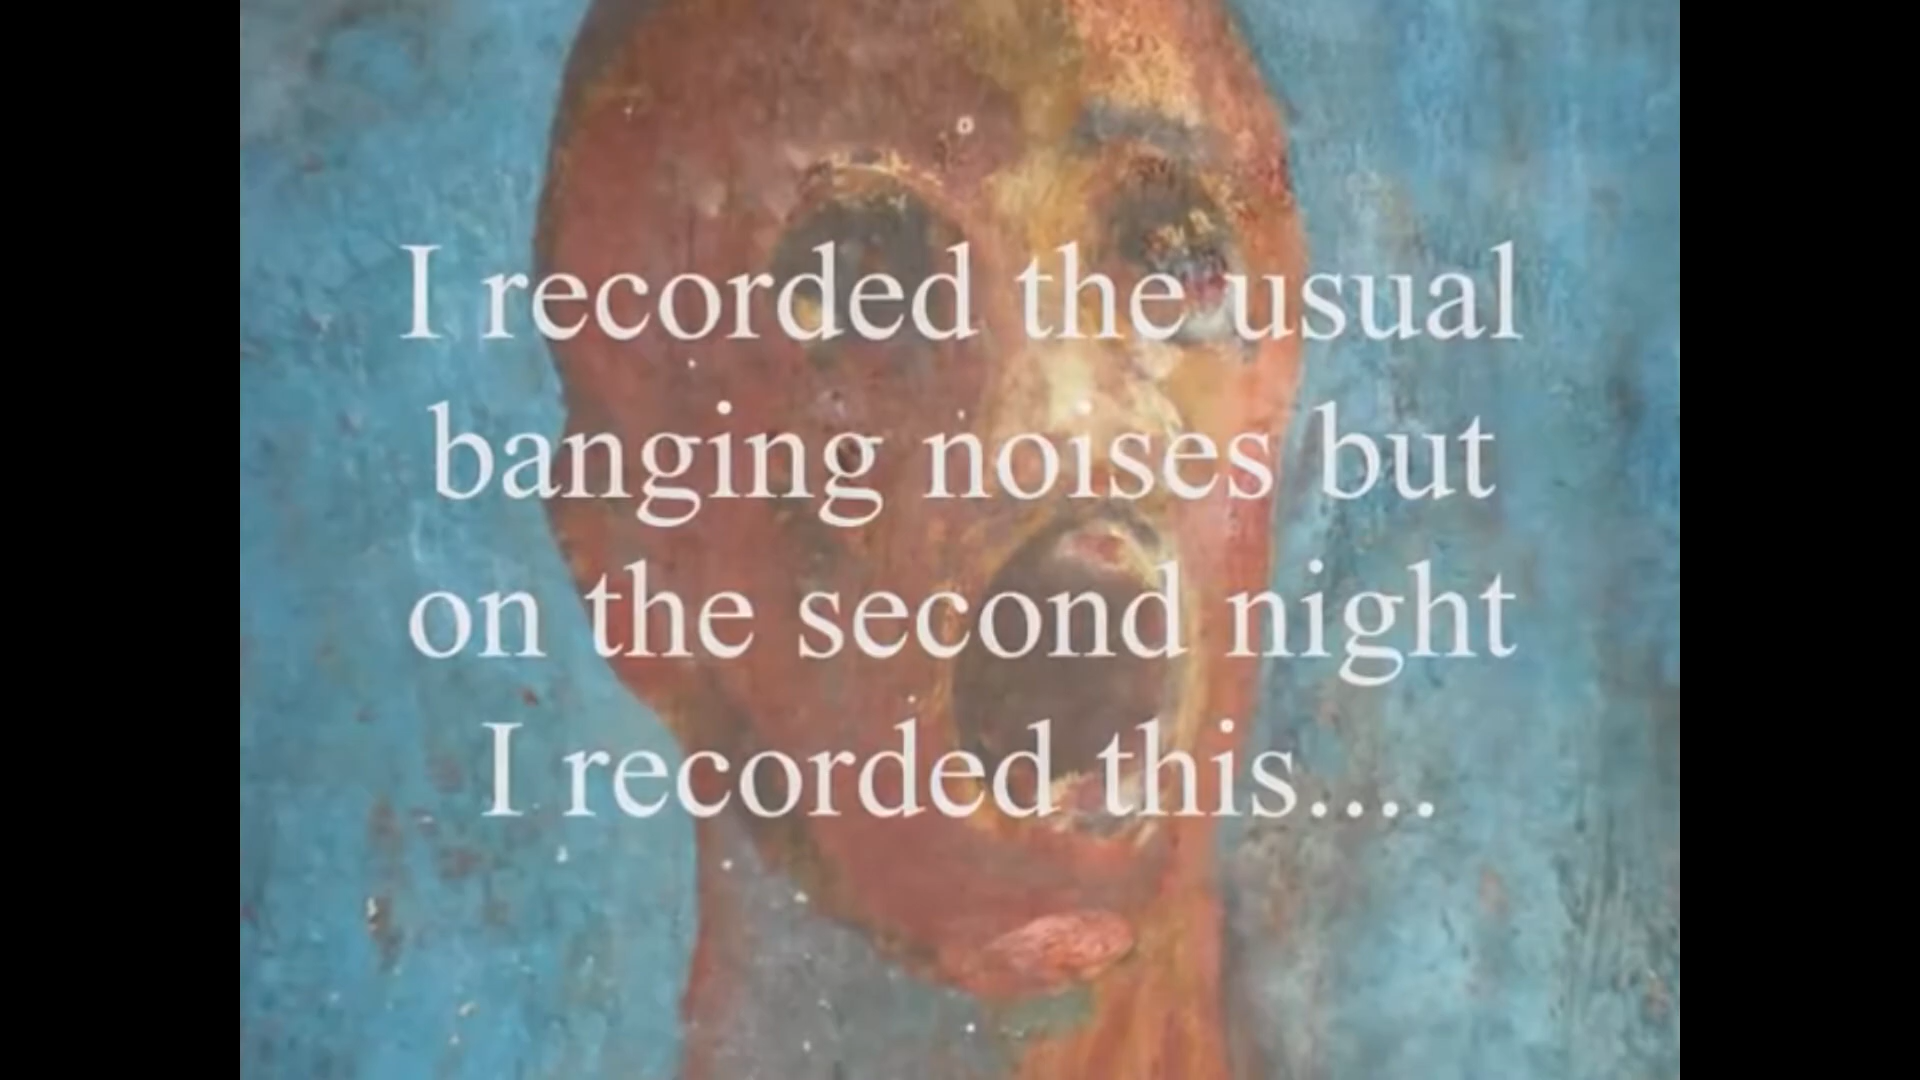 I recorded the usual
banging noises but
on the second night
I recorded this....